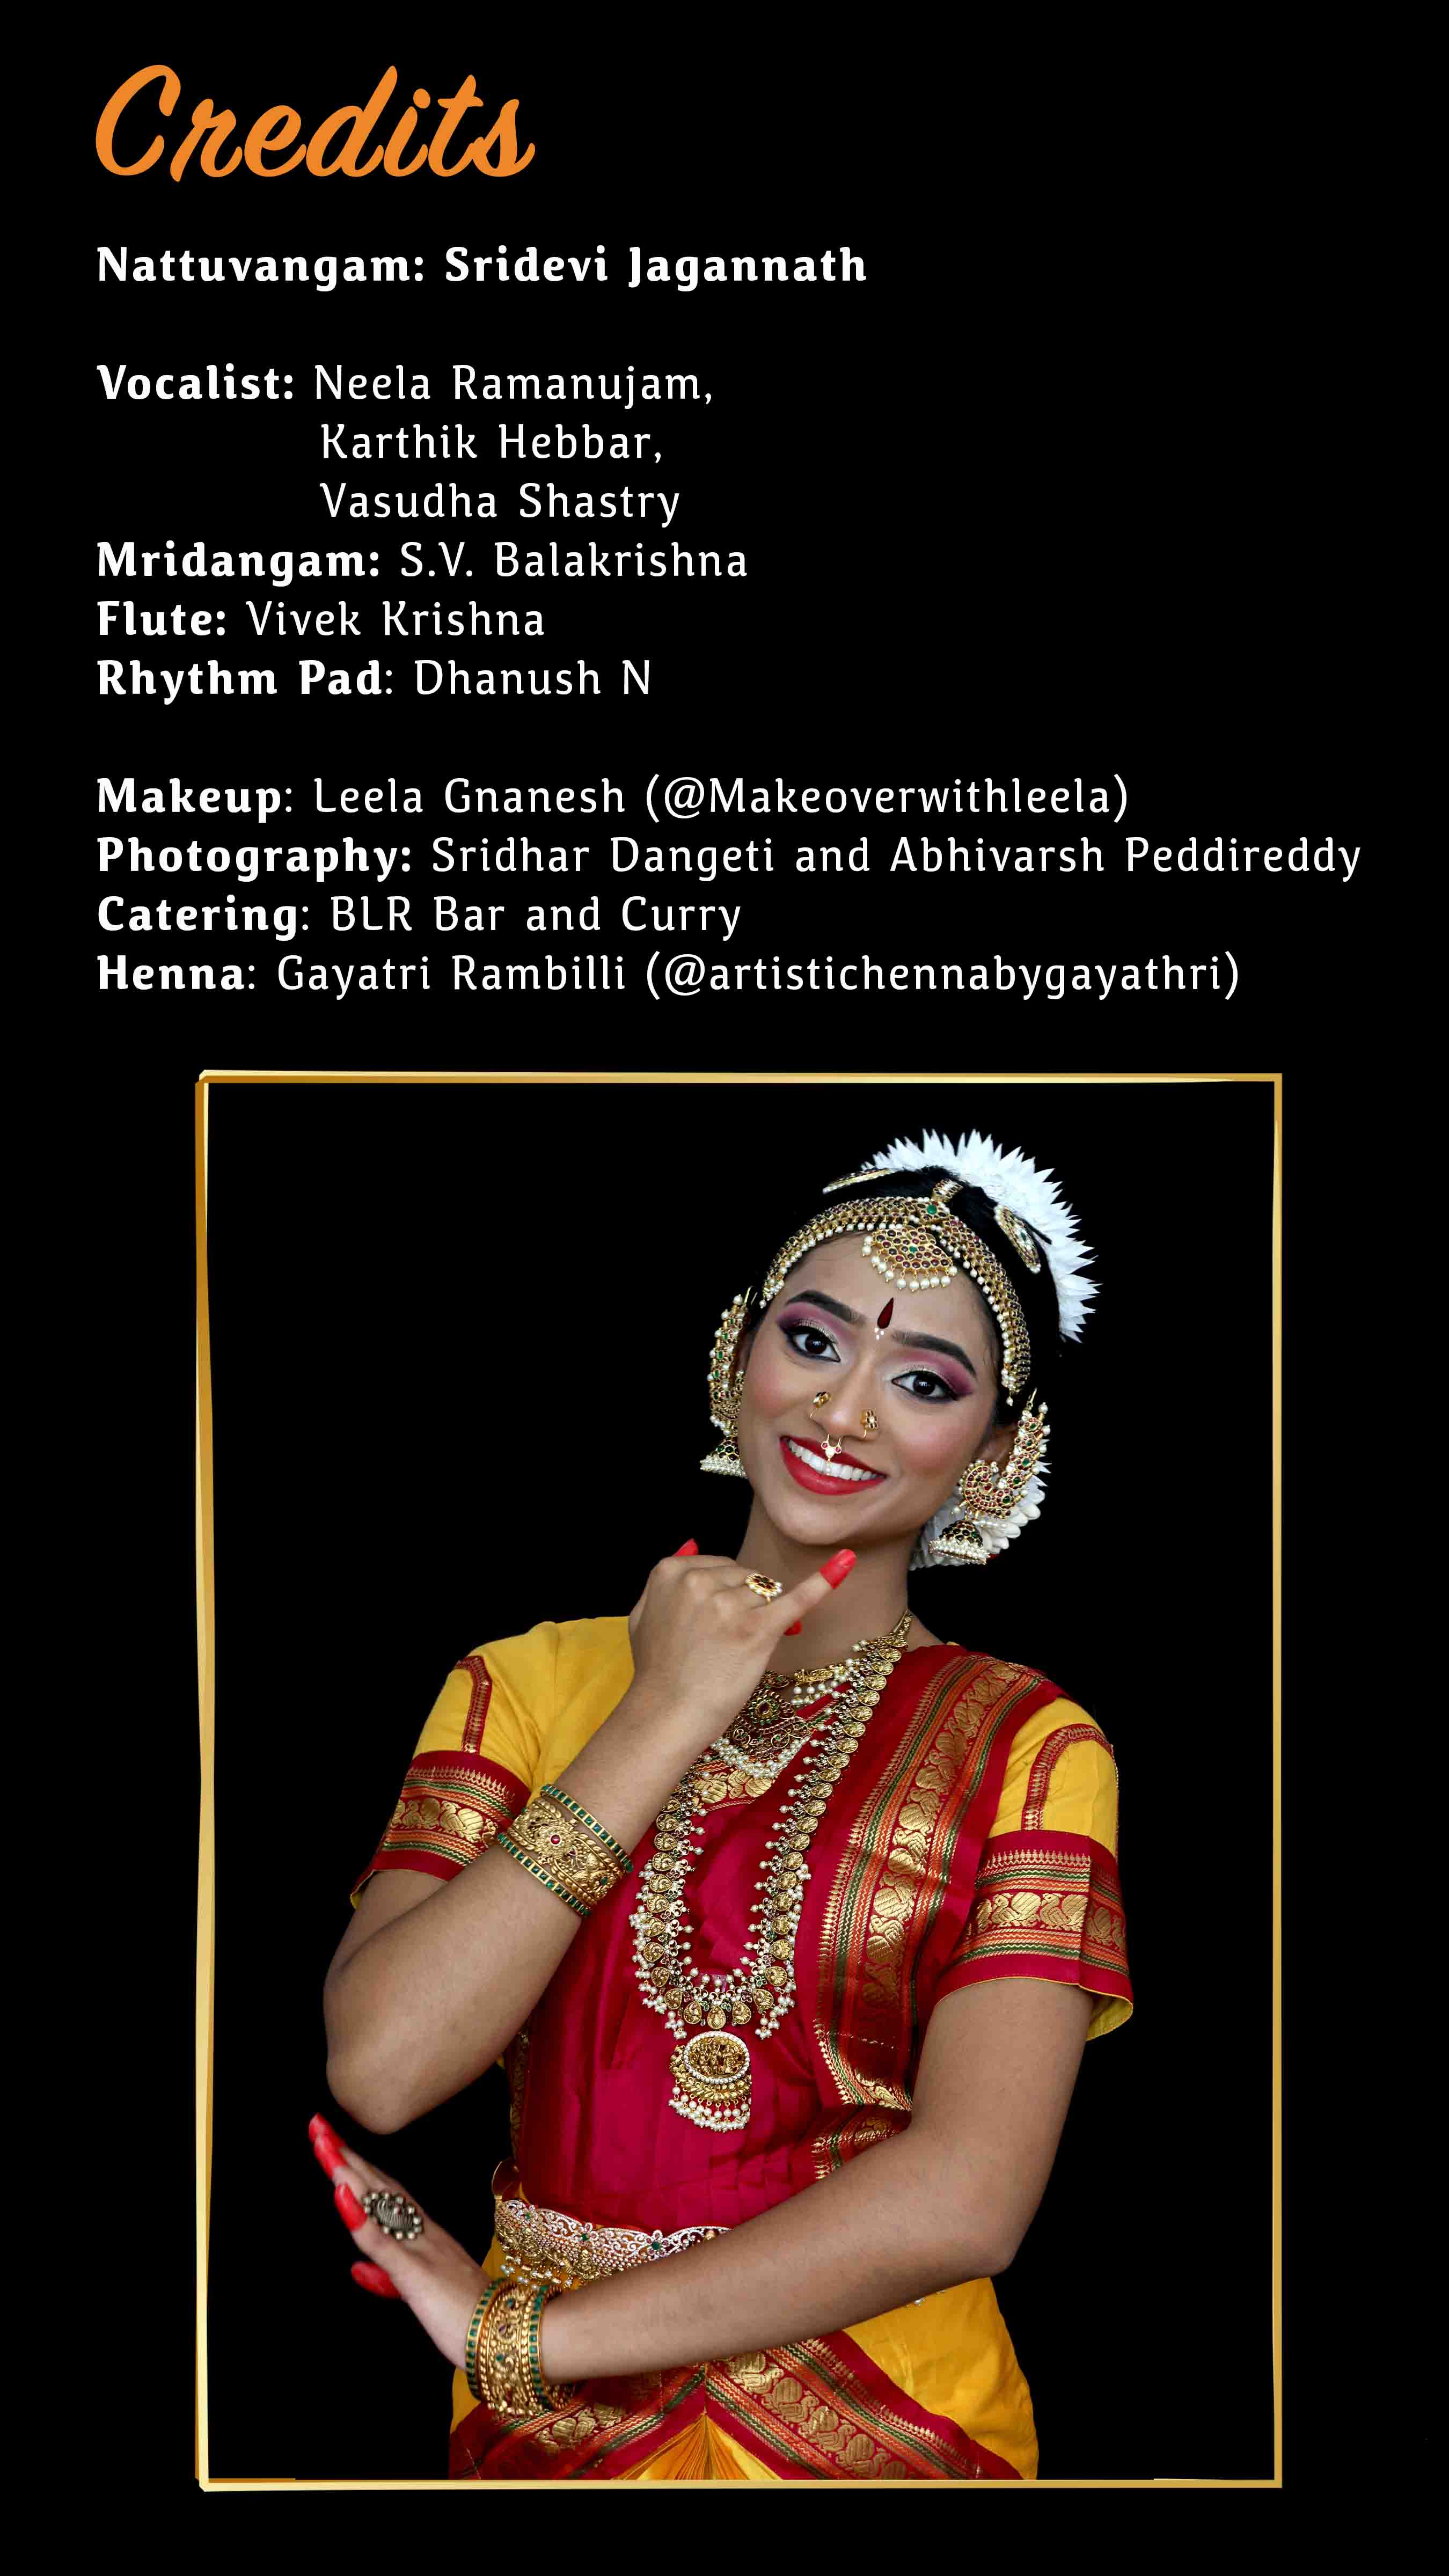 Credits
Nattuvangam: Sridevi Jagannath
Vocalist: Neela Ramanujam,
Karthik Hebbar,
Vasudha Shastry
Mridangam: S.V. Balakrishna
Flute: Vivek Krishna
Rhythm Pad: Dhanush N
Makeup: Leela Gnanesh (@Makeoverwithleela)
Photography: Sridhar Dangeti and Abhivarsh Peddireddy
Catering: BLR Bar and Curry
Henna: Gayatri Rambilli (@artistichennabygayathri)